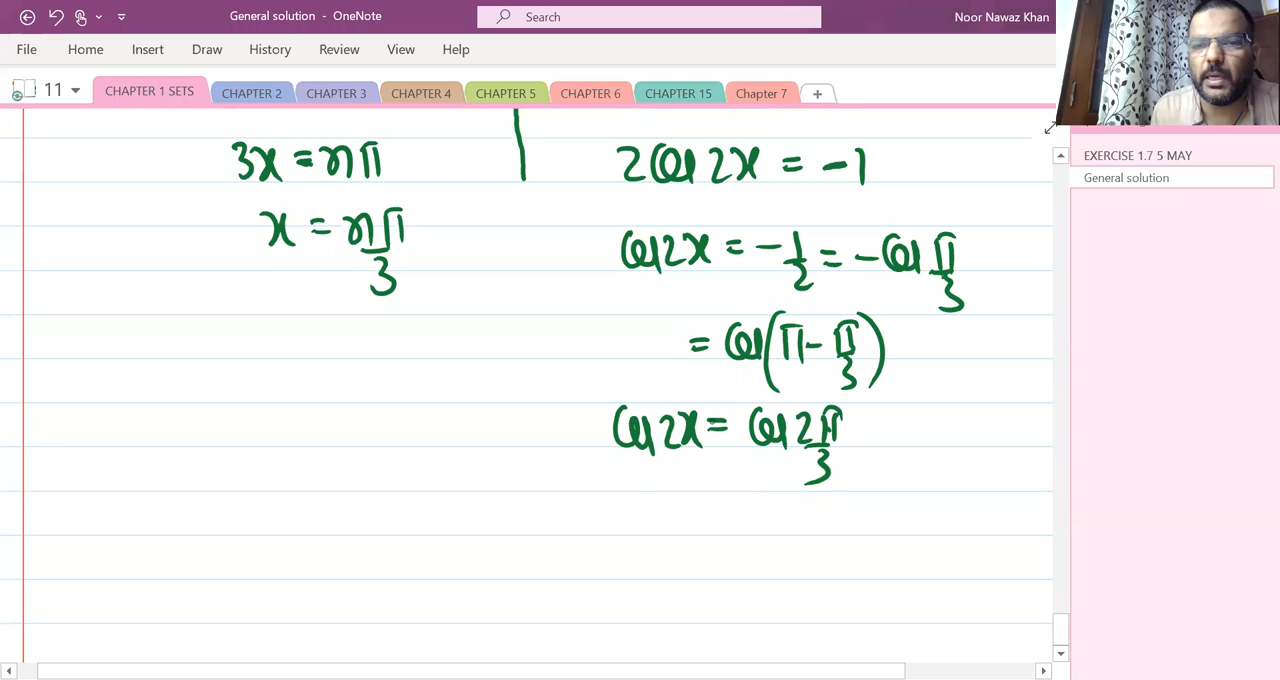 General solution - OneNote
Search
Noor Nawaz Khan
File Home Insert Draw History Review View Help
11
CHAPTER 1 SETS
CHAPTER 2
CHAPTER 3
CHAPTER 4
CHAPTER 5
CHAPTER 6
CHAPTER 15
Chapter 7
+
3x = nπ
x = nπ/3
2 cos 2x = -1
cos 2x = -1/2 = -cos π/3
= cos(π - π/3)
cos 2x = cos 2π/3
EXERCISE 1.7 5 MAY
General solution